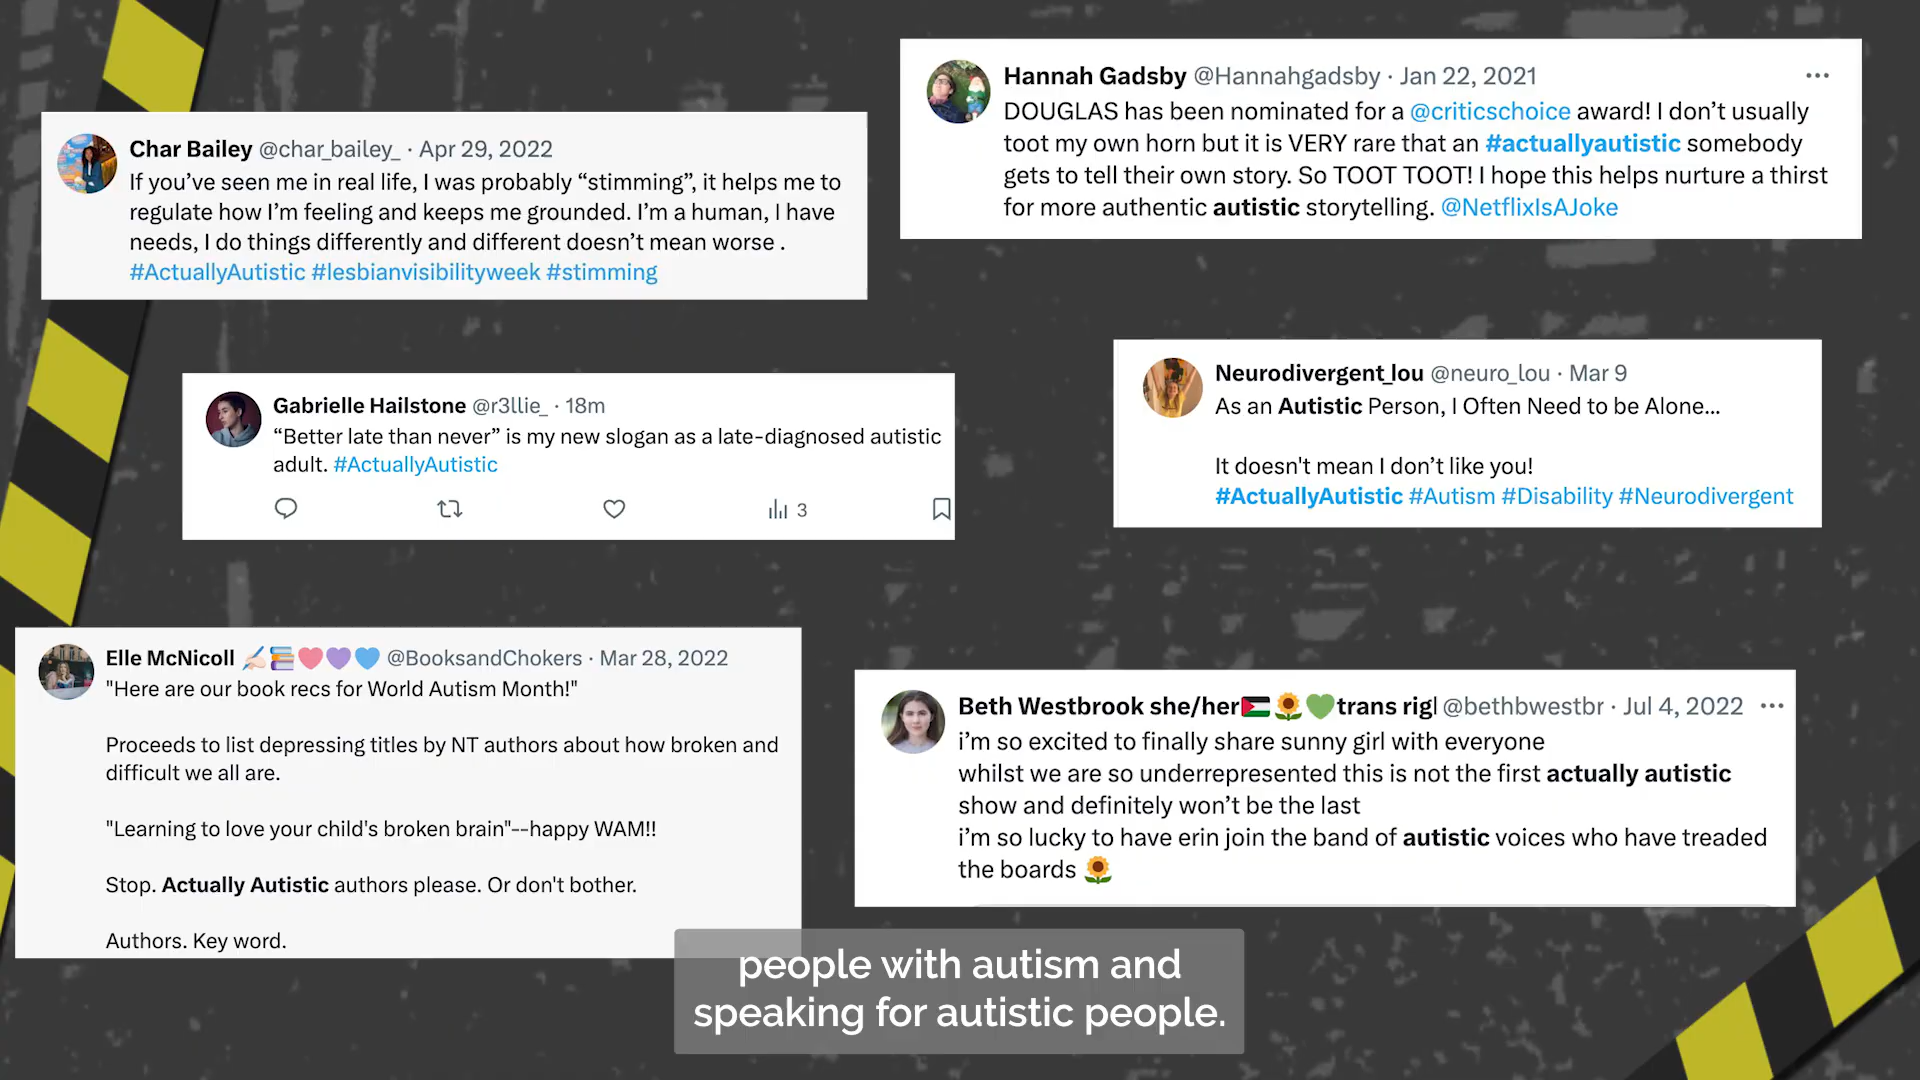 Char Bailey @char_bailey_ · Apr 29, 2022
If you’ve seen me in real life, I was probably “stimming”, it helps me to
regulate how I’m feeling and keeps me grounded. I’m a human, I have
needs, I do things differently and different doesn’t mean worse .
#ActuallyAutistic #lesbianvisibilityweek #stimming
Hannah Gadsby @Hannahgadsby · Jan 22, 2021
DOUGLAS has been nominated for a @criticschoice award! I don’t usually
toot my own horn but it is VERY rare that an #actuallyautistic somebody
gets to tell their own story. So TOOT TOOT! I hope this helps nurture a thirst
for more authentic autistic storytelling. @NetflixIsAJoke
Gabrielle Hailstone @r3llie_ · 18m
“Better late than never” is my new slogan as a late-diagnosed autistic
adult. #ActuallyAutistic
3
Neurodivergent_lou @neuro_lou · Mar 9
As an Autistic Person, I Often Need to be Alone...
It doesn't mean I don’t like you!
#ActuallyAutistic #Autism #Disability #Neurodivergent
Elle McNicoll ✍🏻📚🩷💜🩵 @BooksandChokers · Mar 28, 2022
"Here are our book recs for World Autism Month!"
Proceeds to list depressing titles by NT authors about how broken and
difficult we all are.
"Learning to love your child's broken brain"--happy WAM!!
Stop. Actually Autistic authors please. Or don't bother.
Authors. Key word.
Beth Westbrook she/her🇵🇸🌻💚trans rigl @bethbwestbr · Jul 4, 2022
i’m so excited to finally share sunny girl with everyone
whilst we are so underrepresented this is not the first actually autistic
show and definitely won’t be the last
i’m so lucky to have erin join the band of autistic voices who have treaded
the boards 🌻
people with autism and
speaking for autistic people.